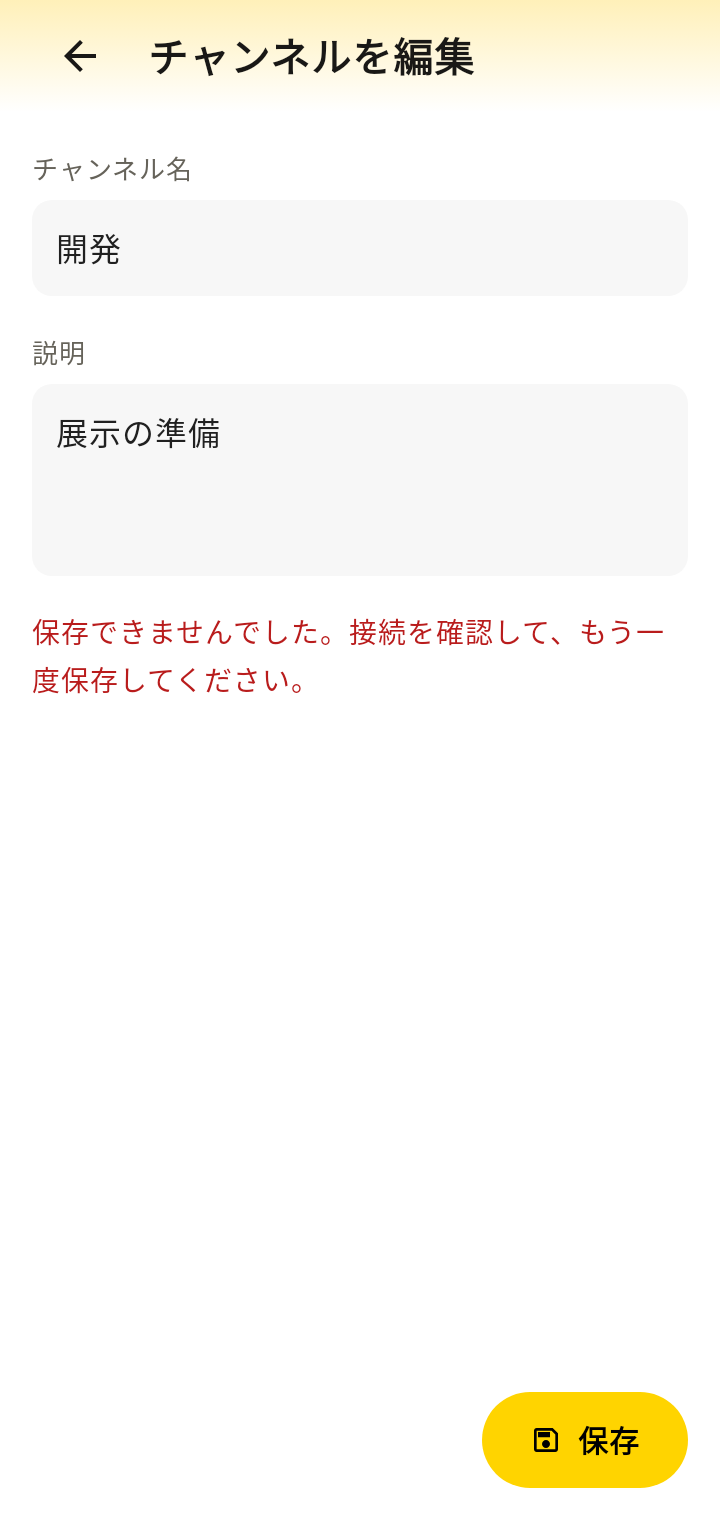 チャンネルを編集
チャンネル名
開発
説明
展示の準備
保存できませんでした。接続を確認して、もう一
度保存してください。
保存